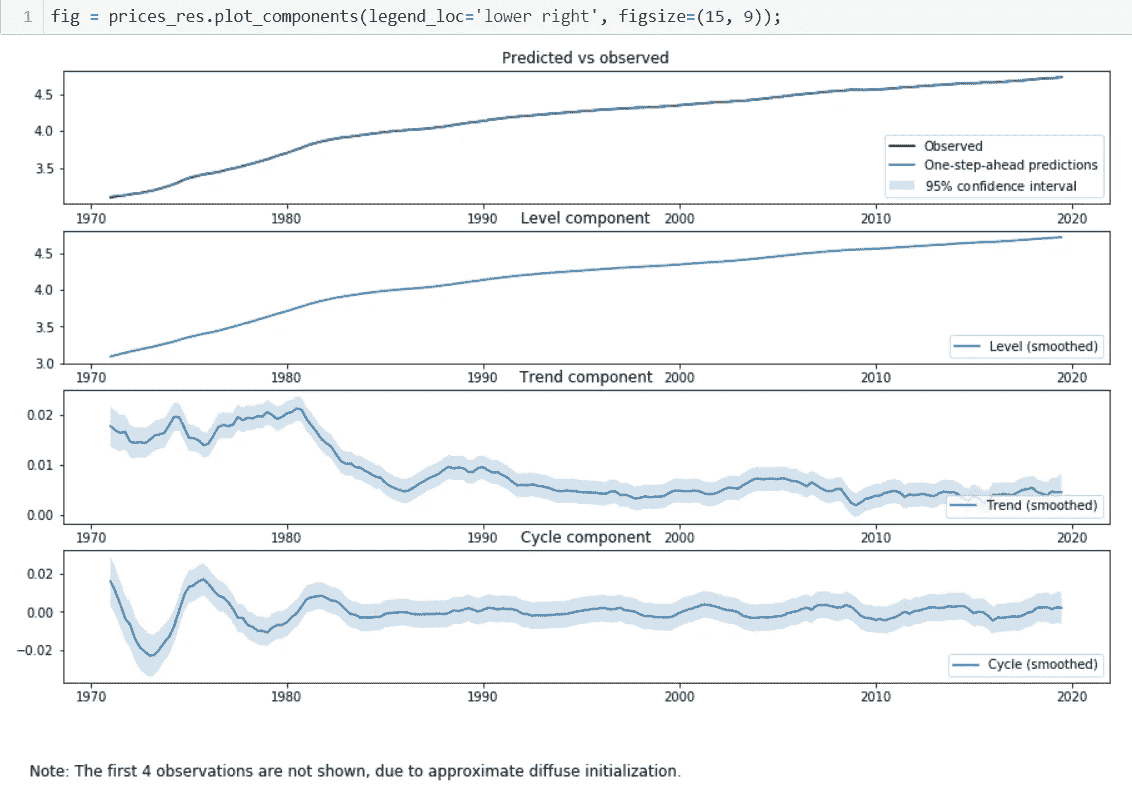 1 fig = prices_res.plot_components(legend_loc='lower right', figsize=(15, 9));
Predicted vs observed
4.5
4.0
3.5
Observed
One-step-ahead predictions
95% confidence interval
1970 1980 1990 2000 2010 2020
Level component
4.5
4.0
3.5
3.0
Level (smoothed)
1970 1980 1990 2000 2010 2020
Trend component
0.02
0.01
0.00
Trend (smoothed)
1970 1980 1990 2000 2010 2020
Cycle component
0.02
0.00
−0.02
Cycle (smoothed)
1970 1980 1990 2000 2010 2020
Note: The first 4 observations are not shown, due to approximate diffuse initialization.